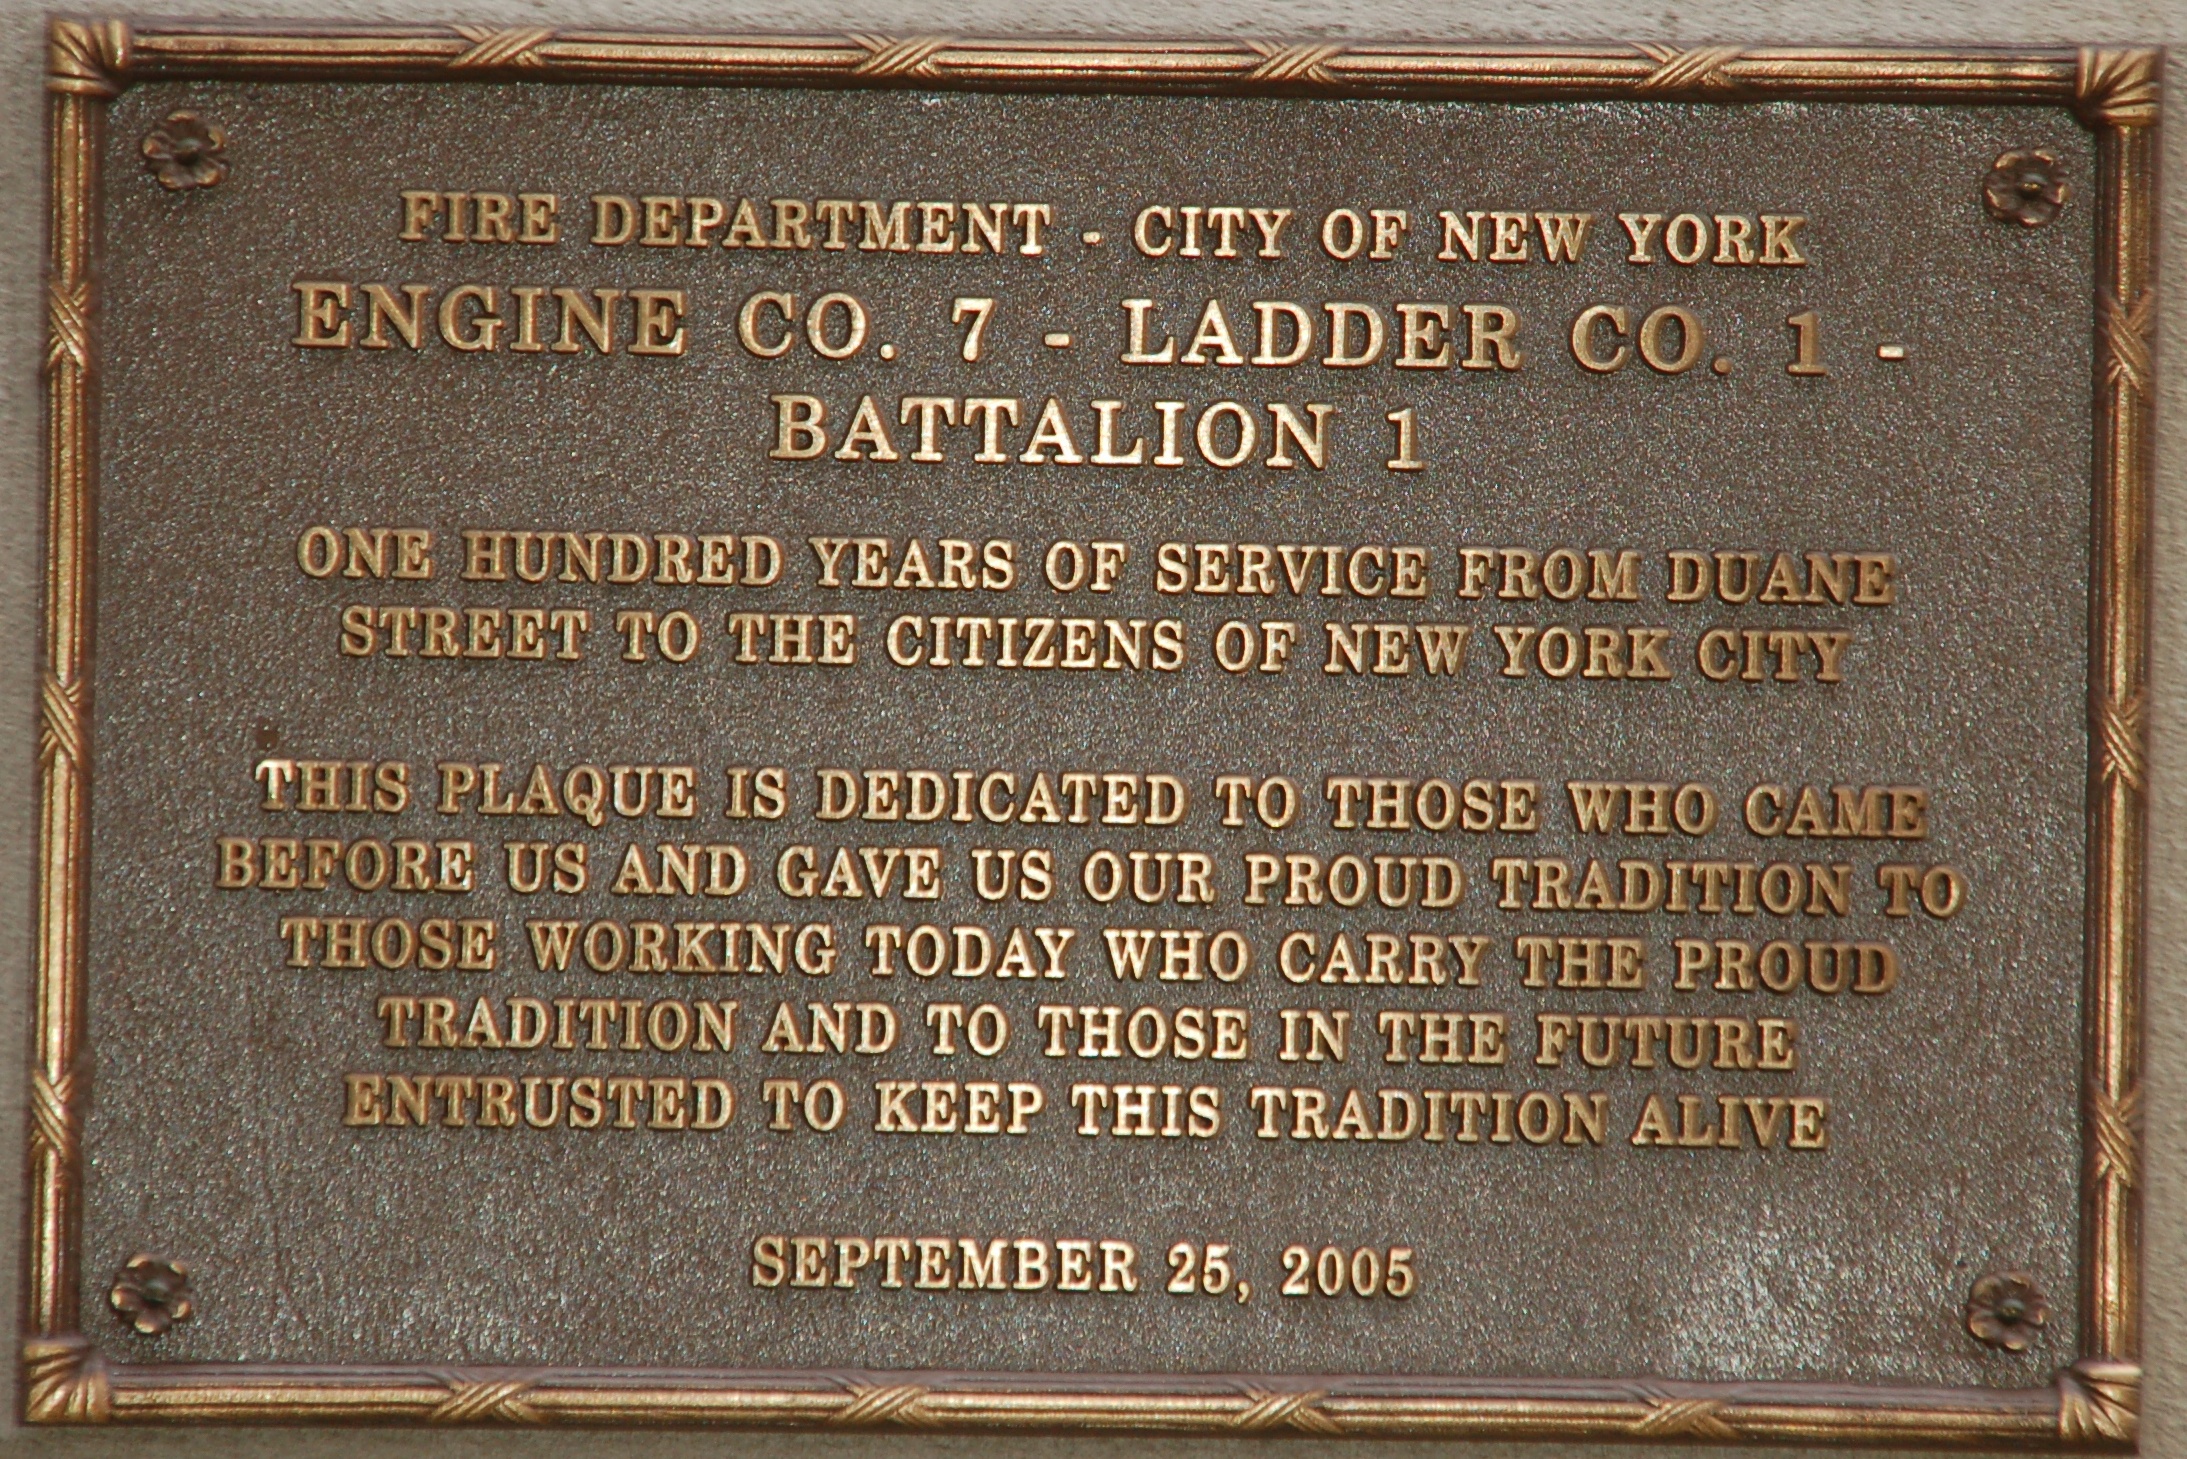 FIRE DEPARTMENT - CITY OF NEW YORK
ENGINE CO. 7 - LADDER CO. 1 -
BATTALION 1
ONE HUNDRED YEARS OF SERVICE FROM DUANE
STREET TO THE CITIZENS OF NEW YORK CITY
THIS PLAQUE IS DEDICATED TO THOSE WHO CAME
BEFORE US AND GAVE US OUR PROUD TRADITION TO
THOSE WORKING TODAY WHO CARRY THE PROUD
TRADITION AND TO THOSE IN THE FUTURE
ENTRUSTED TO KEEP THIS TRADITION ALIVE
SEPTEMBER 25, 2005